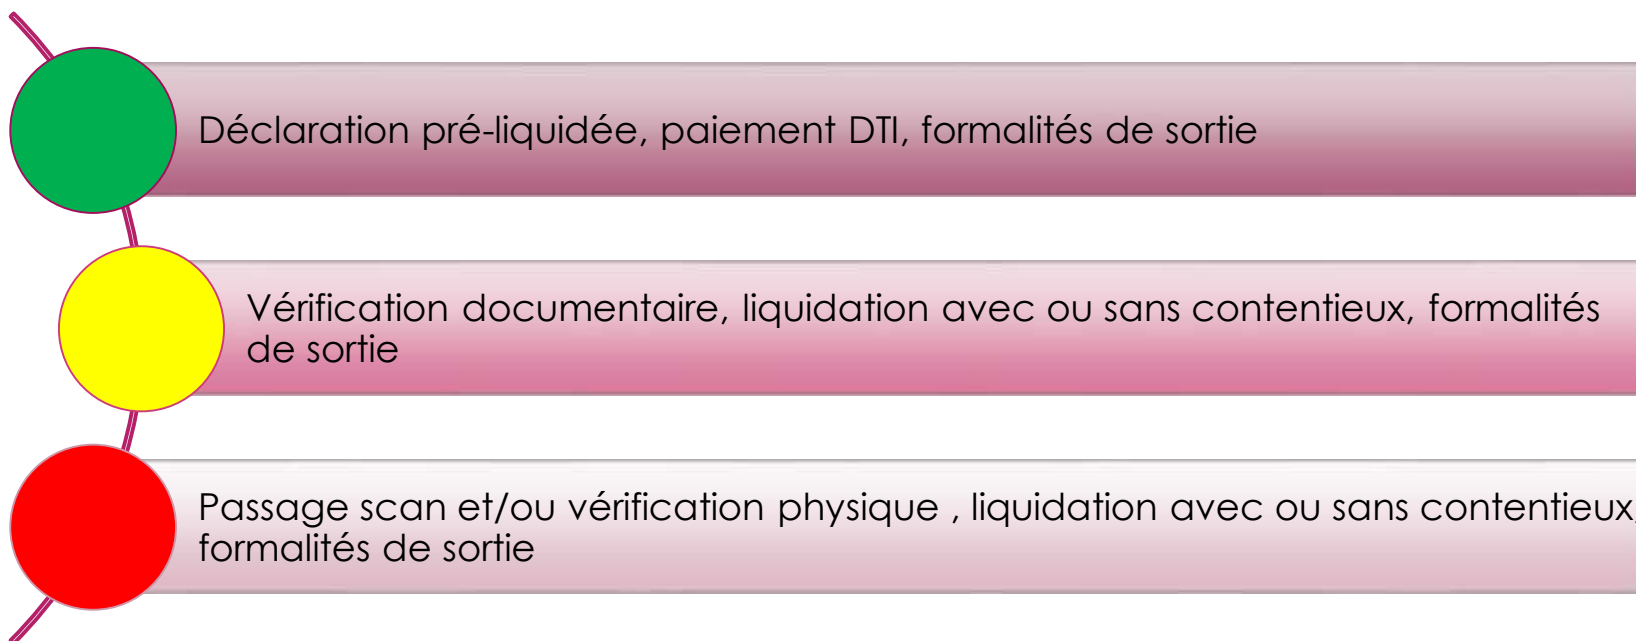 Déclaration pré-liquidée, paiement DTI, formalités de sortie
Vérification documentaire, liquidation avec ou sans contentieux, formalités
de sortie
Passage scan et/ou vérification physique , liquidation avec ou sans contentieux,
formalités de sortie